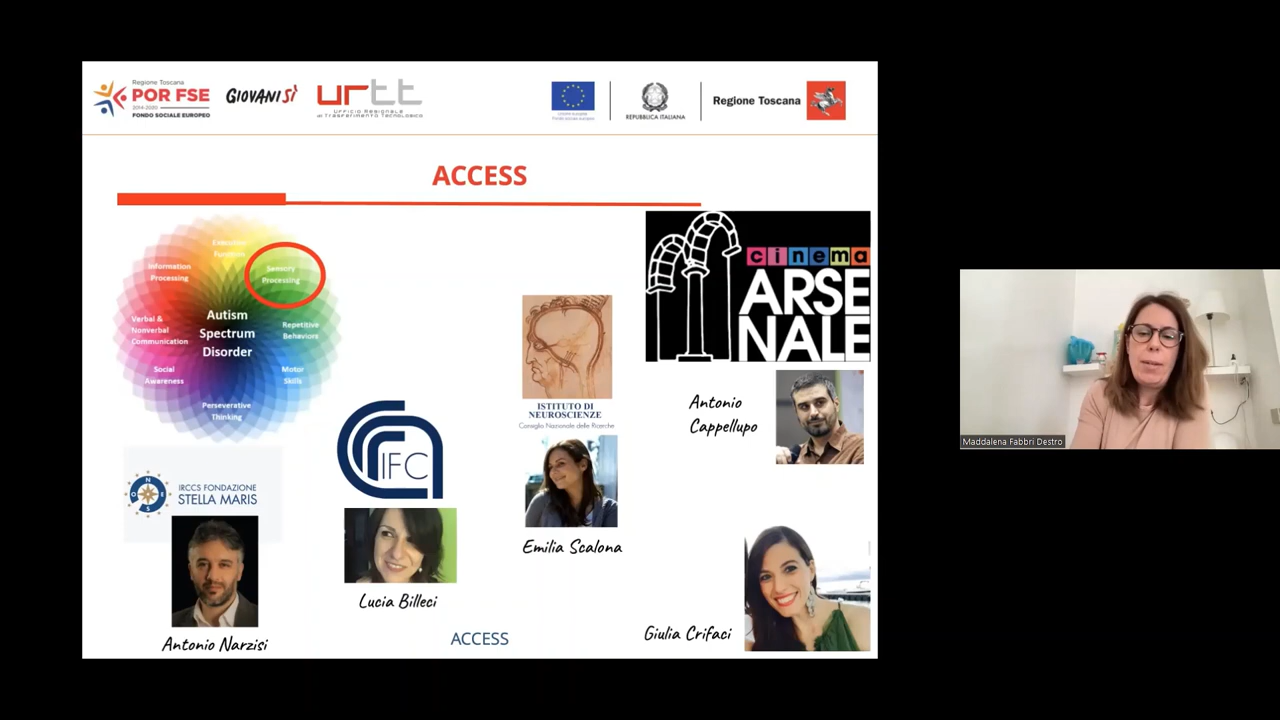 Regione Toscana
POR FSE
2014-2020
FONDO SOCIALE EUROPEO
GIOVANISÌ
urtt
Ufficio Regionale
di Trasferimento Tecnologico
REPUBBLICA ITALIANA
Regione Toscana
ACCESS
Executive
Function
Sensory
Processing
Information
Processing
Autism
Spectrum
Disorder
Verbal &
Nonverbal
Communication
Repetitive
Behaviors
Social
Awareness
Motor
Skills
Perseverative
Thinking
cinema
ARSE
NALE
Antonio
Cappellupo
ISTITUTO DI
NEUROSCIENZE
Consiglio Nazionale delle Ricerche
Emilia Scalona
IFC
Lucia Billeci
N
O
E
S
IRCCS FONDAZIONE
STELLA MARIS
Antonio Narzisi
Giulia Crifaci
ACCESS
Maddalena Fabbri Destro